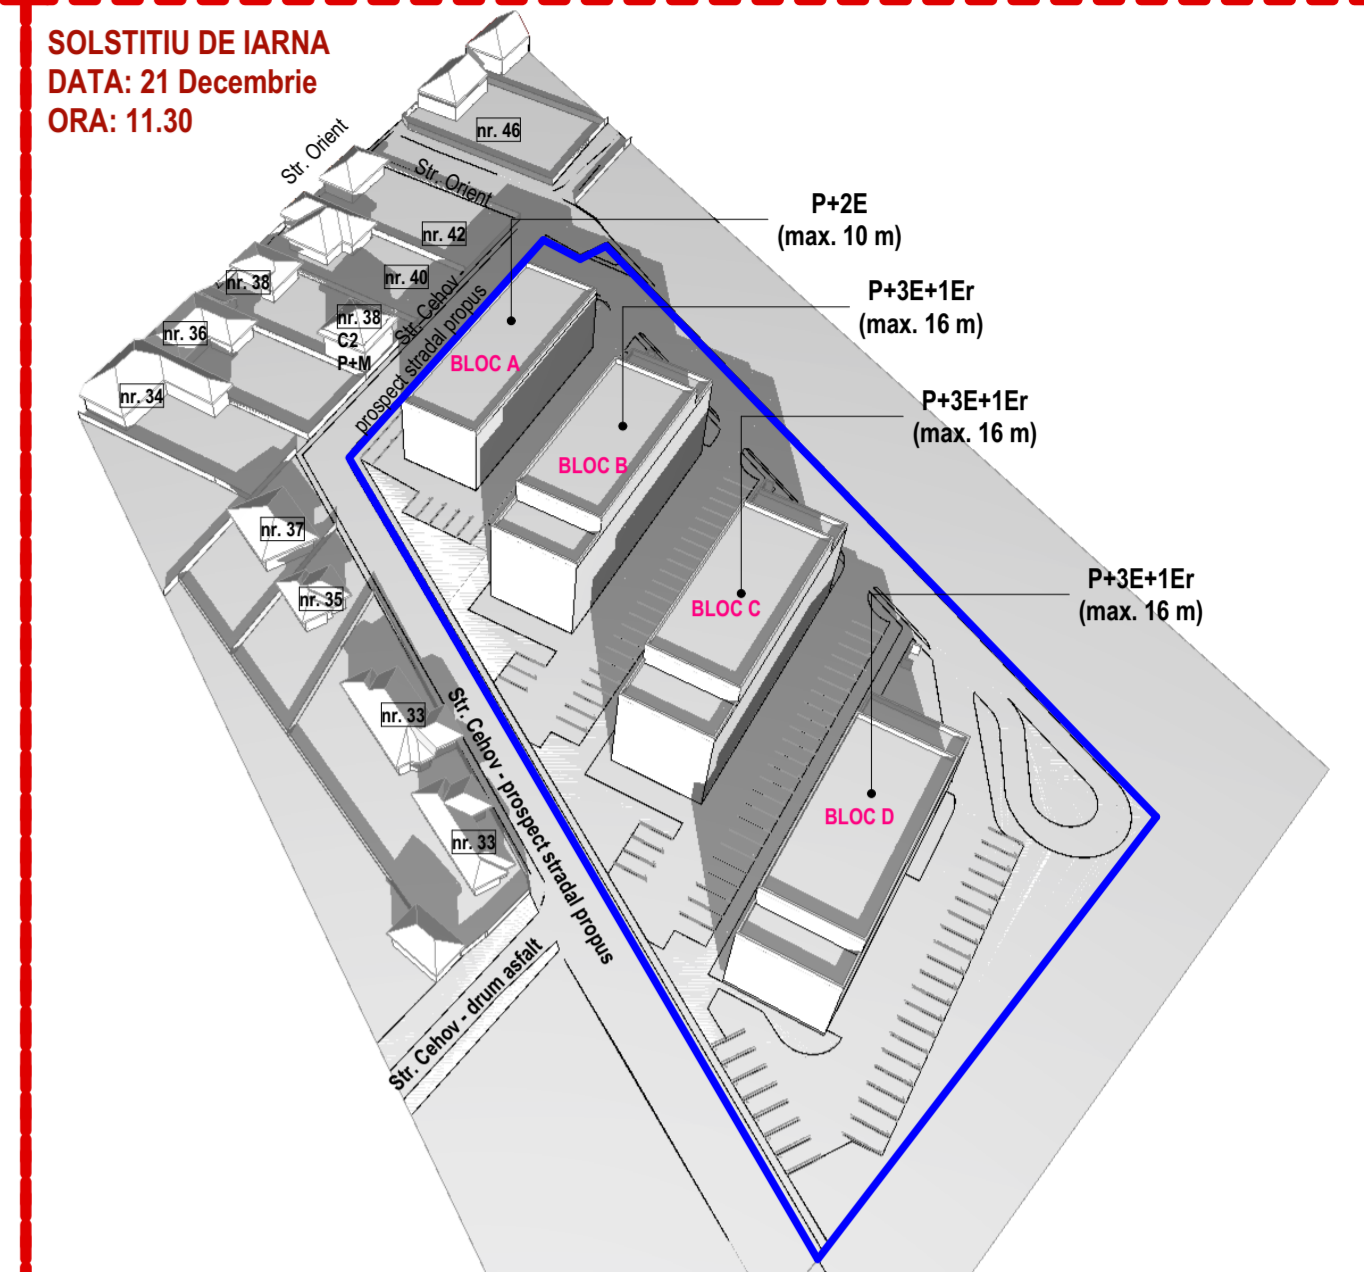 SOLSTITIU DE IARNA
DATA: 21 Decembrie
ORA: 11.30
Str. Orient
nr. 46
Str. Orient
P+2E
(max. 10 m)
nr. 42
nr. 40
nr. 38
nr. 38
C2
P+M
nr. 36
nr. 34
Str. Cehov -
prospect stradal propus
P+3E+1Er
(max. 16 m)
BLOC A
P+3E+1Er
(max. 16 m)
BLOC B
nr. 37
nr. 35
P+3E+1Er
(max. 16 m)
BLOC C
nr. 33
Str. Cehov - prospect stradal propus
BLOC D
nr. 33
Str. Cehov - drum asfalt